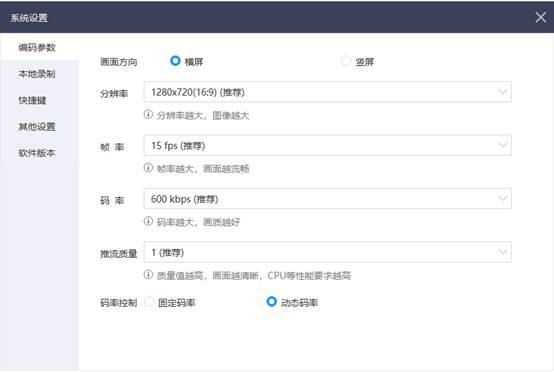 系统设置
编码参数
本地录制
快捷键
其他设置
软件版本
画面方向 横屏 竖屏
分辨率 1280x720(16:9) (推荐)
分辨率越大，图像越大
帧 率 15 fps (推荐)
帧率越大，画面越流畅
码 率 600 kbps (推荐)
码率越大，画质越好
推流质量 1 (推荐)
质量值越高，画面越清晰，CPU等性能要求越高
码率控制 固定码率 动态码率